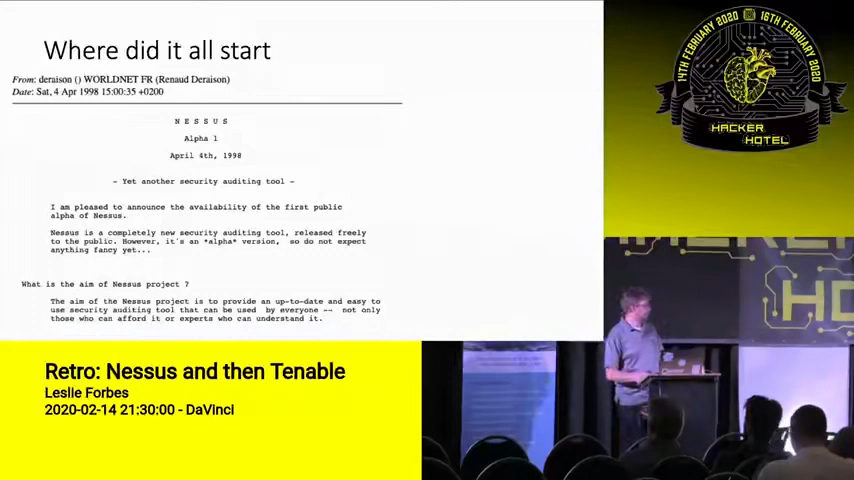 Where did it all start
From: deraison () WORLDNET FR (Renaud Deraison)
Date: Sat, 4 Apr 1998 15:00:35 +0200
N E S S U S
Alpha 1
April 4th, 1998
- Yet another security auditing tool -
I am pleased to announce the availability of the first public
alpha of Nessus.
Nessus is a completely new security auditing tool, released freely
to the public. However, it's an *alpha* version, so do not expect
anything fancy yet...
What is the aim of Nessus project ?
The aim of the Nessus project is to provide an up-to-date and easy to
use security auditing tool that can be used by everyone -- not only
those who can afford it or experts who can understand it.
14TH FEBRUARY 2020
16TH FEBRUARY 2020
HACKER
HOTEL
HO
Retro: Nessus and then Tenable
Leslie Forbes
2020-02-14 21:30:00 - DaVinci